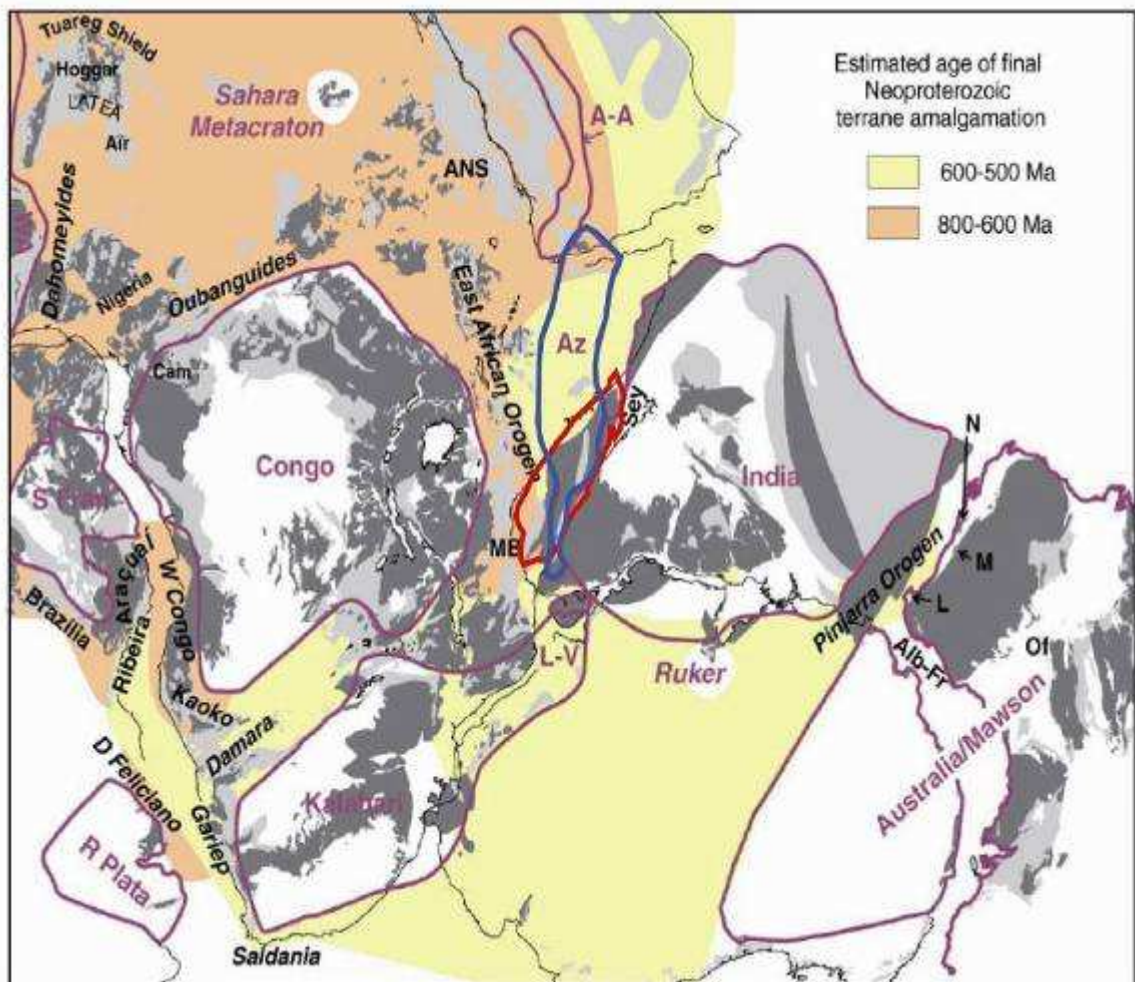 Tuareg Shield
Hoggar
LATEA
Aïr
Sahara
Metacraton
A-A
ANS
Estimated age of final
Neoproterozoic
terrane amalgamation
600-500 Ma
800-600 Ma
Dahomeyides
Nigeria
Oubanguides
East African Orogen
Az
Sey
Cam
Congo
India
N
S Fran
MB
M
L
Pinjarra Orogen
Araçuaí
W Congo
Brazilia
Ribeira
L-V
Ruker
Alb-Fr
Of
Kaoko
Damara
Australia/Mawson
D Feliciano
Kalahari
Gariep
R Plata
Saldania